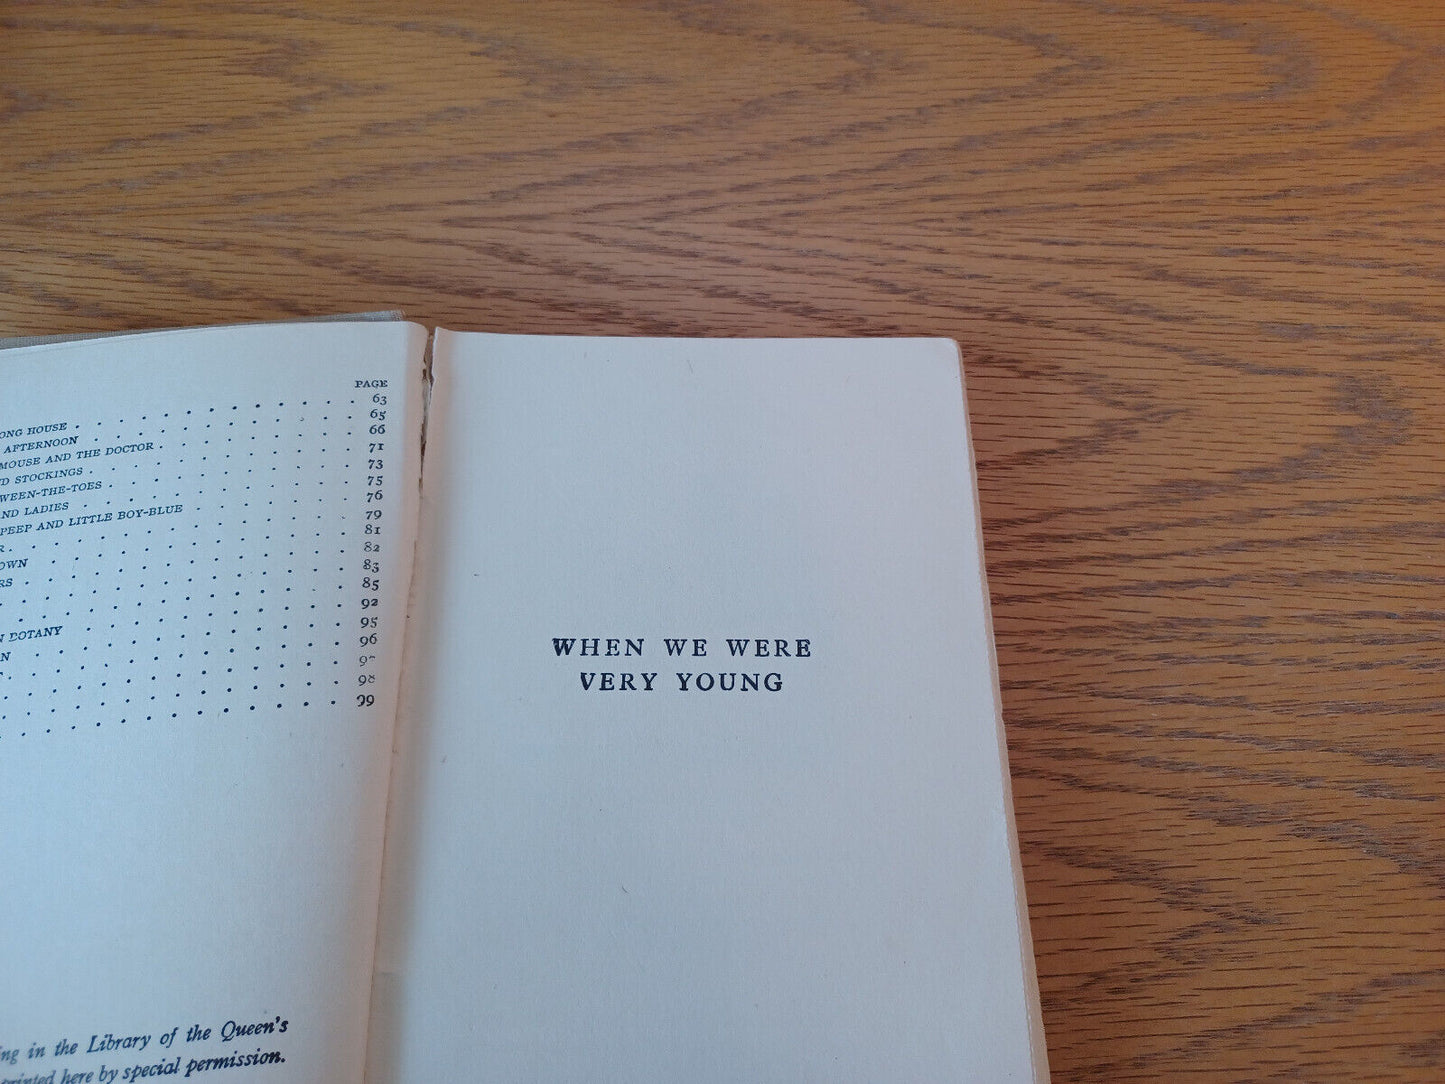 PAGE
63
ONG HOUSE 65
AFTERNOON 66
MOUSE AND THE DOCTOR 71
D STOCKINGS 73
WEEN-THE-TOES 75
AND LADIES 76
PEEP AND LITTLE BOY-BLUE 79
R 81
OWN 82
RS 83
85
N BOTANY 92
N 95
96
98
99
ing in the Library of the Queen's
printed here by special permission.
WHEN WE WERE
VERY YOUNG